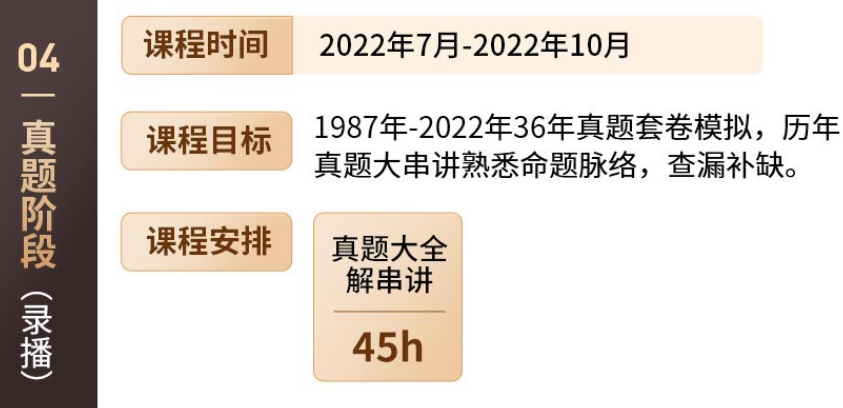 04
真题阶段
（录播）
课程时间
2022年7月-2022年10月
课程目标
1987年-2022年36年真题套卷模拟，历年
真题大串讲熟悉命题脉络，查漏补缺。
课程安排
真题大全
解串讲
45h